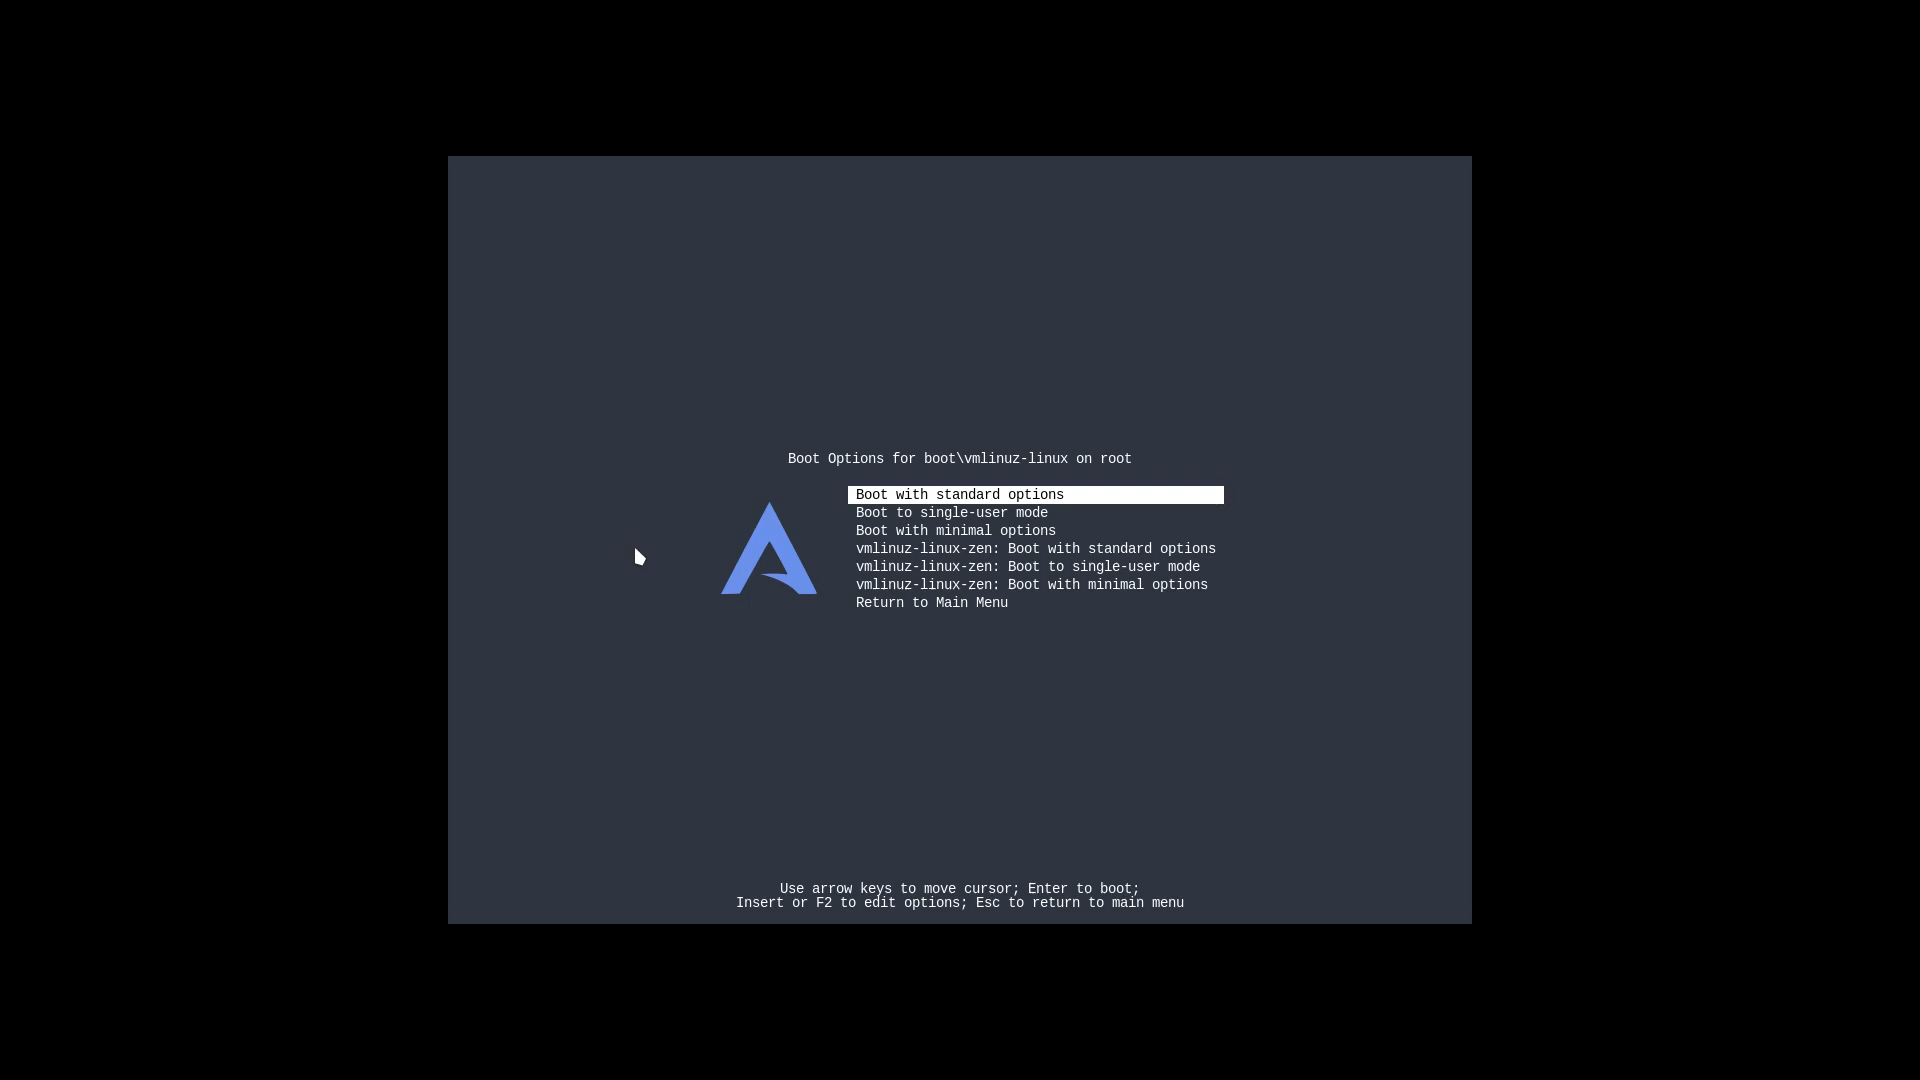 Boot Options for boot\vmlinuz-linux on root
Boot with standard options
Boot to single-user mode
Boot with minimal options
vmlinuz-linux-zen: Boot with standard options
vmlinuz-linux-zen: Boot to single-user mode
vmlinuz-linux-zen: Boot with minimal options
Return to Main Menu
Use arrow keys to move cursor; Enter to boot;
Insert or F2 to edit options; Esc to return to main menu